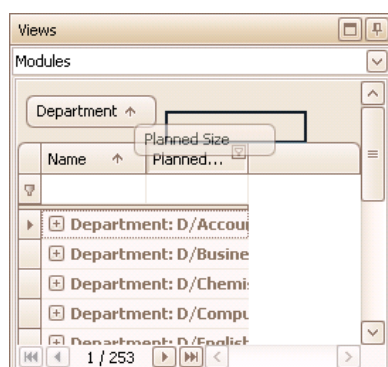 Views
Modules
Department
Planned Size
Name Planned...
Department: D/Accou
Department: D/Busine
Department: D/Chemi
Department: D/Compu
Department: D/English
1 / 253